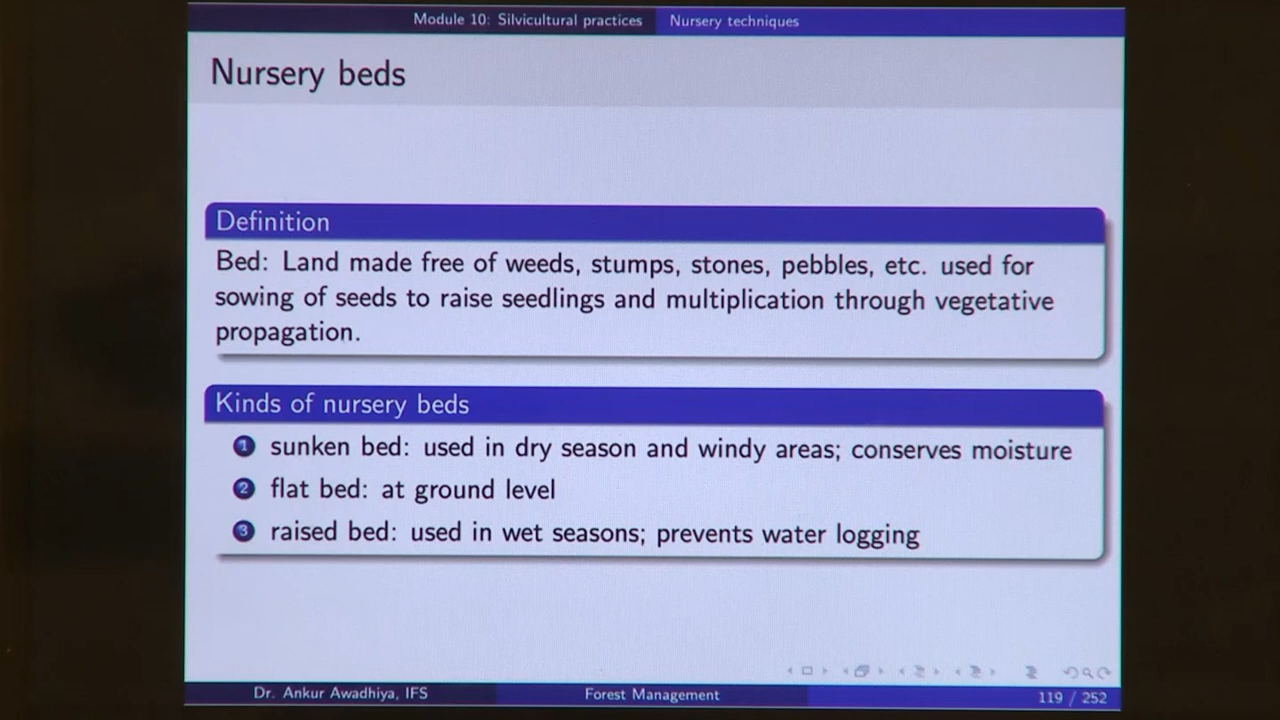 Module 10: Silvicultural practices Nursery techniques
Nursery beds
Definition
Bed: Land made free of weeds, stumps, stones, pebbles, etc. used for
sowing of seeds to raise seedlings and multiplication through vegetative
propagation.
Kinds of nursery beds
1 sunken bed: used in dry season and windy areas; conserves moisture
2 flat bed: at ground level
3 raised bed: used in wet seasons; prevents water logging
Dr. Ankur Awadhiya, IFS Forest Management 119 / 252